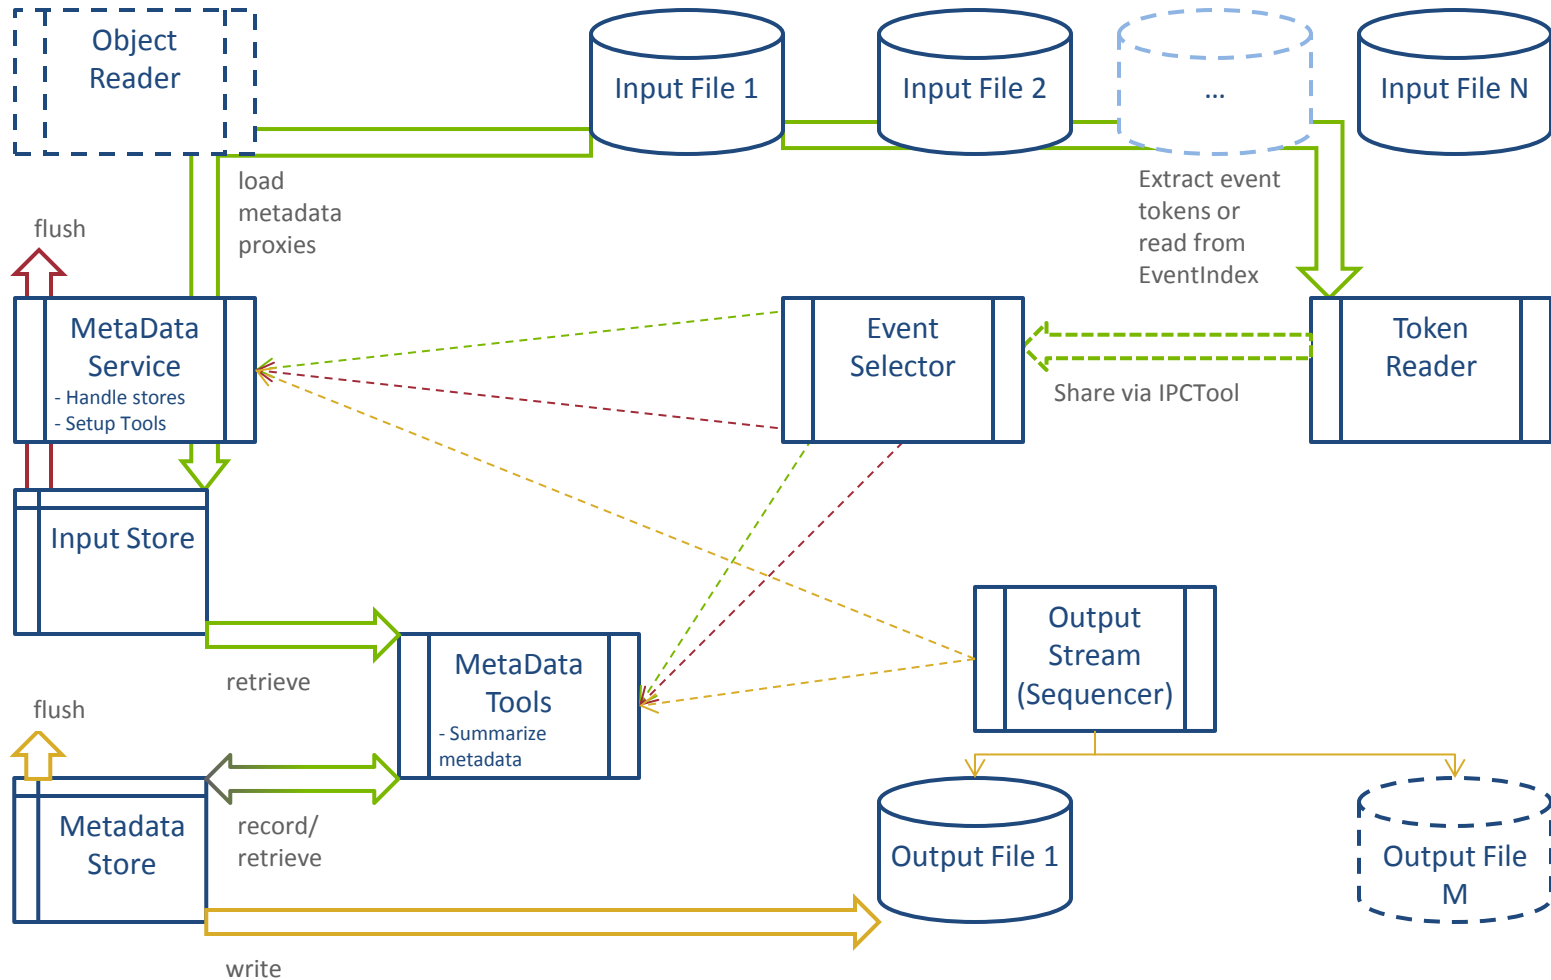 Object
Reader
Input File 1
Input File 2
...
Input File N
load
metadata
proxies
Extract event
tokens or
read from
EventIndex
flush
MetaData
Service
- Handle stores
- Setup Tools
Event
Selector
Share via IPCTool
Token
Reader
Input Store
retrieve
MetaData
Tools
- Summarize
metadata
Output
Stream
(Sequencer)
flush
Metadata
Store
record/
retrieve
Output File 1
Output File
M
write